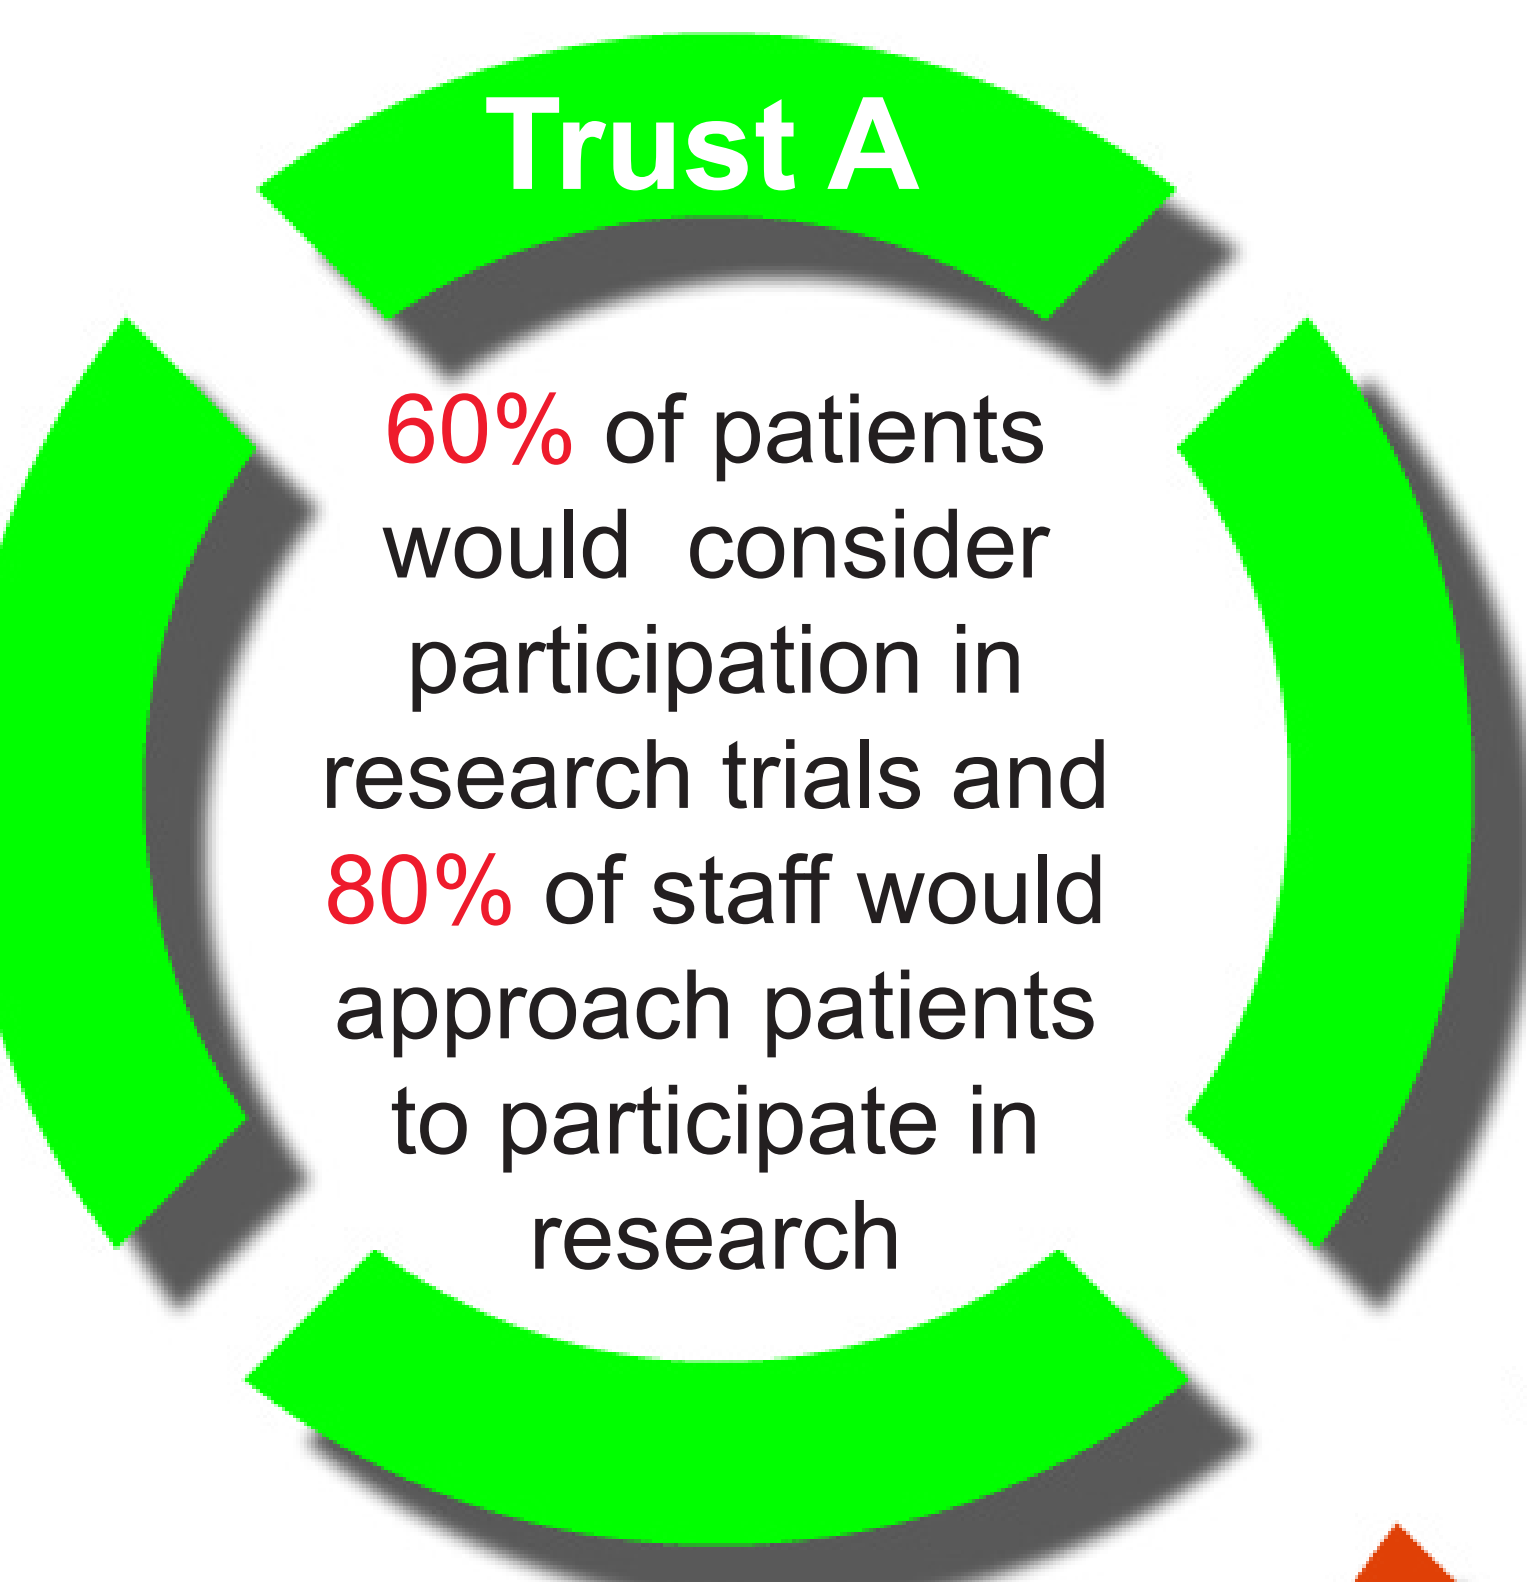 Trust A
60% of patients
would consider
participation in
research trials and
80% of staff would
approach patients
to participate in
research